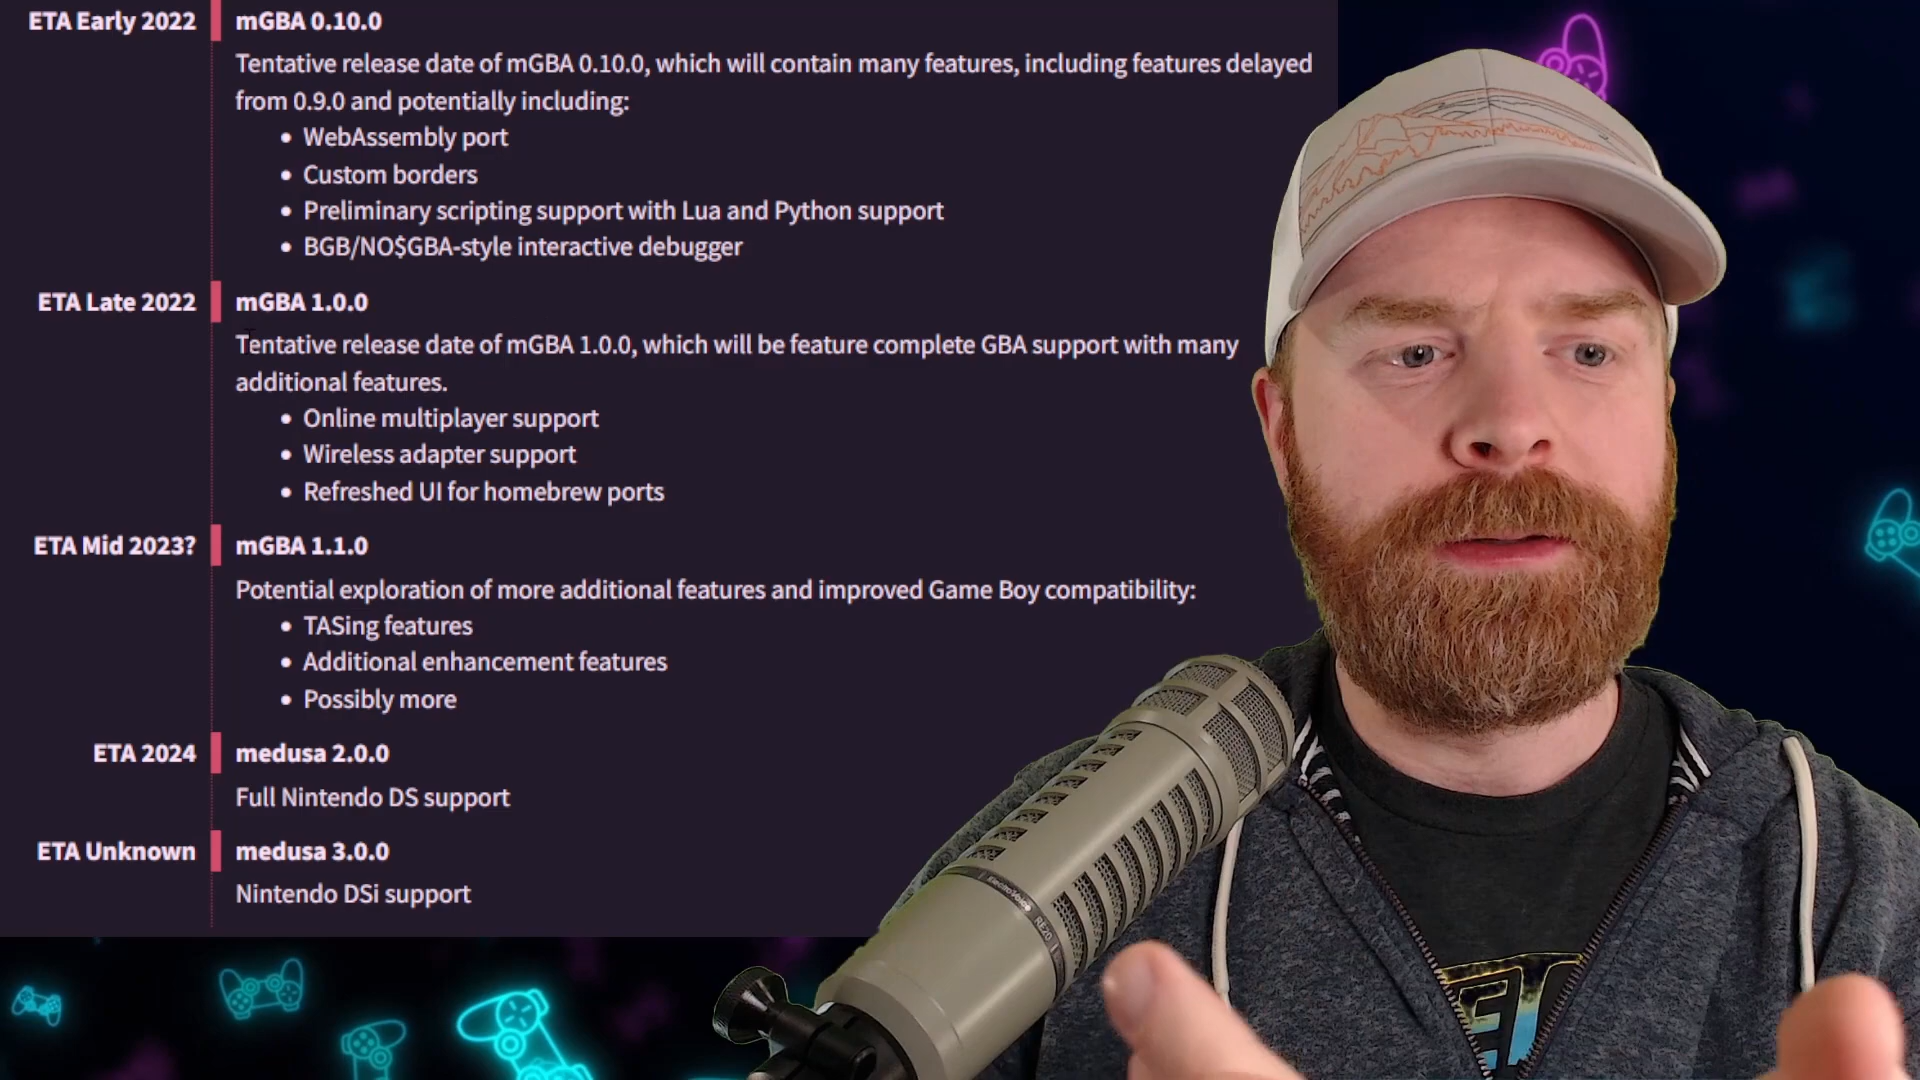 ETA Early 2022
mGBA 0.10.0
Tentative release date of mGBA 0.10.0, which will contain many features, including features delayed
from 0.9.0 and potentially including:
• WebAssembly port
• Custom borders
• Preliminary scripting support with Lua and Python support
• BGB/NO$GBA-style interactive debugger
ETA Late 2022
mGBA 1.0.0
Tentative release date of mGBA 1.0.0, which will be feature complete GBA support with many
additional features.
• Online multiplayer support
• Wireless adapter support
• Refreshed UI for homebrew ports
ETA Mid 2023?
mGBA 1.1.0
Potential exploration of more additional features and improved Game Boy compatibility:
• TASing features
• Additional enhancement features
• Possibly more
ETA 2024
medusa 2.0.0
Full Nintendo DS support
ETA Unknown
medusa 3.0.0
Nintendo DSi support
Electro-Voice RE20